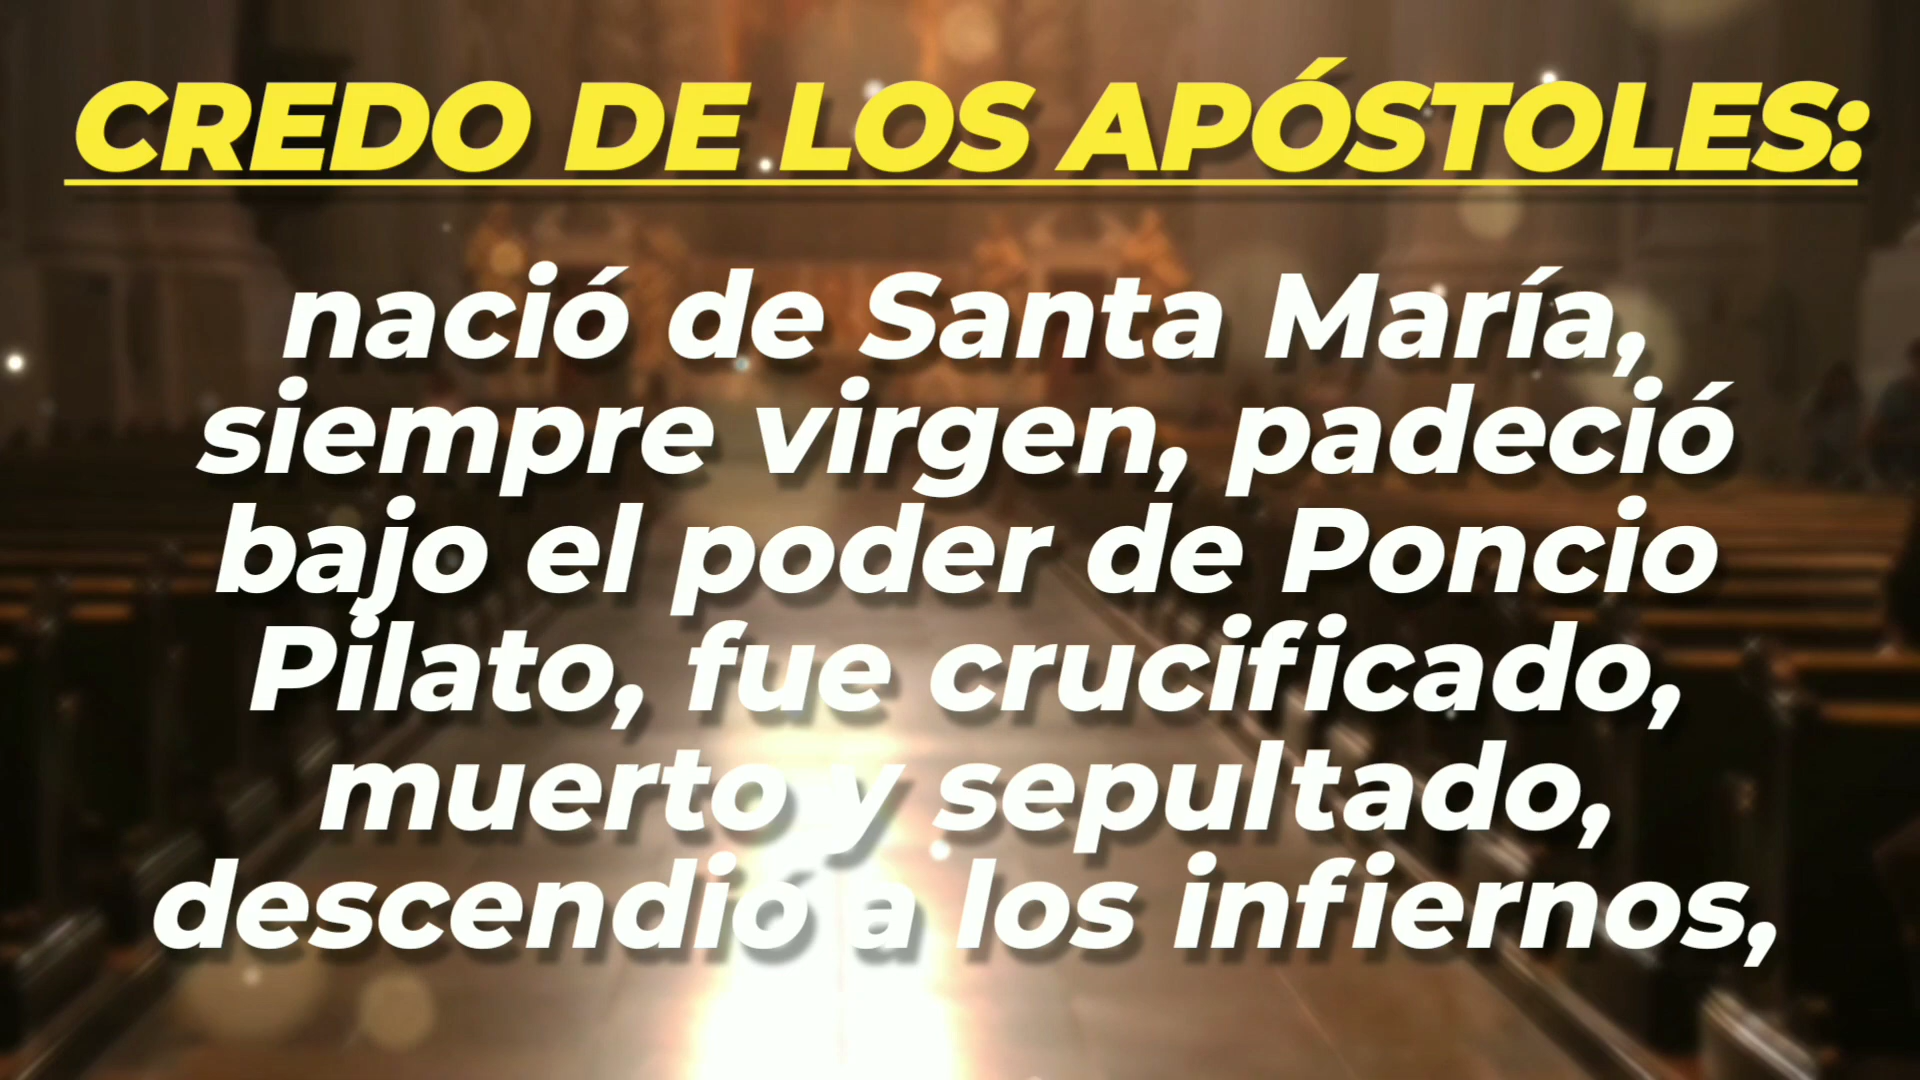 CREDO DE LOS APÓSTOLES:
nació de Santa María,
siempre virgen, padeció
bajo el poder de Poncio
Pilato, fue crucificado,
muerto y sepultado,
descendió a los infiernos,